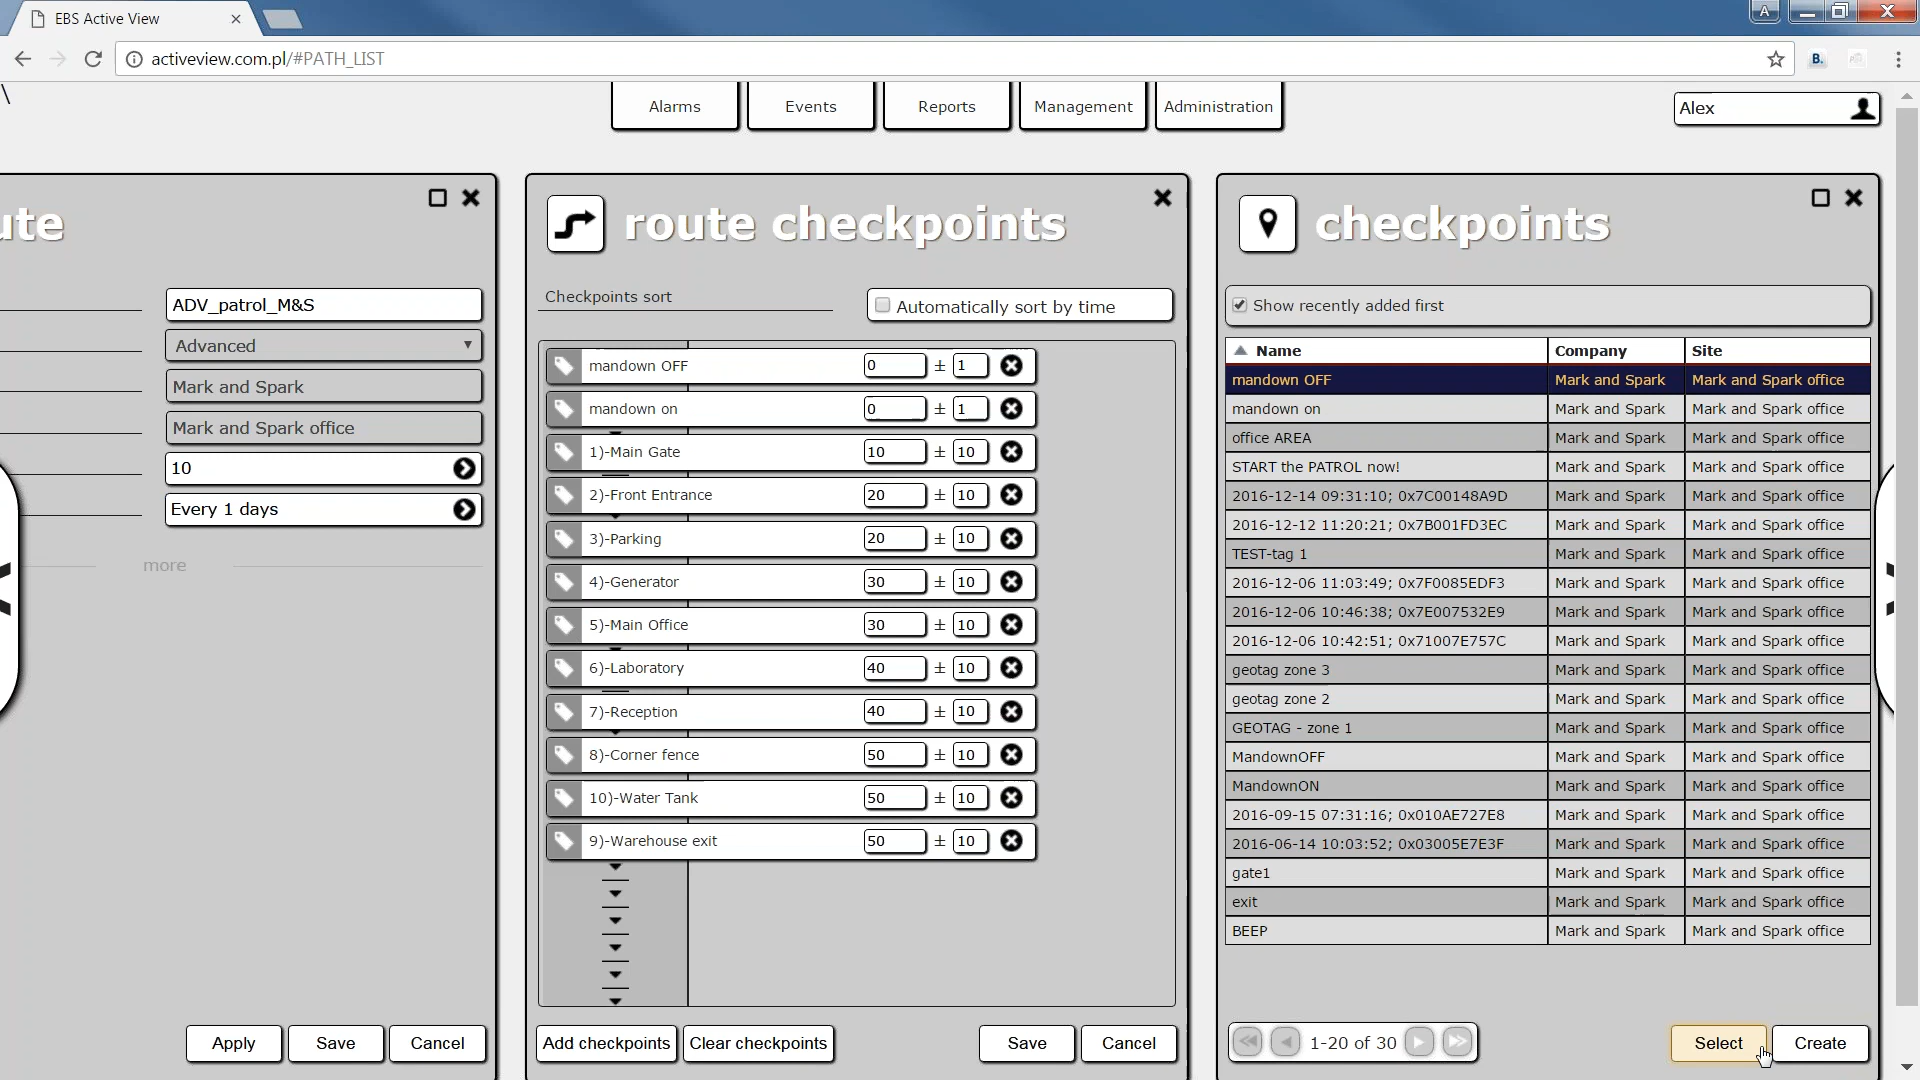 EBS Active View
activeview.com.pl/#PATH_LIST
\
Alarms
Events
Reports
Management
Administration
Alex
ute
ADV_patrol_M&S
Advanced
Mark and Spark
Mark and Spark office
10
Every 1 days
more
Apply
Save
Cancel
route checkpoints
Checkpoints sort
Automatically sort by time
mandown OFF 0 ± 1
mandown on 0 ± 1
1)-Main Gate 10 ± 10
2)-Front Entrance 20 ± 10
3)-Parking 20 ± 10
4)-Generator 30 ± 10
5)-Main Office 30 ± 10
6)-Laboratory 40 ± 10
7)-Reception 40 ± 10
8)-Corner fence 50 ± 10
10)-Water Tank 50 ± 10
9)-Warehouse exit 50 ± 10
Add checkpoints
Clear checkpoints
Save
Cancel
checkpoints
Show recently added first
Name Company Site
mandown OFF Mark and Spark Mark and Spark office
mandown on Mark and Spark Mark and Spark office
office AREA Mark and Spark Mark and Spark office
START the PATROL now! Mark and Spark Mark and Spark office
2016-12-14 09:31:10; 0x7C00148A9D Mark and Spark Mark and Spark office
2016-12-12 11:20:21; 0x7B001FD3EC Mark and Spark Mark and Spark office
TEST-tag 1 Mark and Spark Mark and Spark office
2016-12-06 11:03:49; 0x7F0085EDF3 Mark and Spark Mark and Spark office
2016-12-06 10:46:38; 0x7E007532E9 Mark and Spark Mark and Spark office
2016-12-06 10:42:51; 0x71007E757C Mark and Spark Mark and Spark office
geotag zone 3 Mark and Spark Mark and Spark office
geotag zone 2 Mark and Spark Mark and Spark office
GEOTAG - zone 1 Mark and Spark Mark and Spark office
MandownOFF Mark and Spark Mark and Spark office
MandownON Mark and Spark Mark and Spark office
2016-09-15 07:31:16; 0x010AE727E8 Mark and Spark Mark and Spark office
2016-06-14 10:03:52; 0x03005E7E3F Mark and Spark Mark and Spark office
gate1 Mark and Spark Mark and Spark office
exit Mark and Spark Mark and Spark office
BEEP Mark and Spark Mark and Spark office
1-20 of 30
Select
Create
A
B.